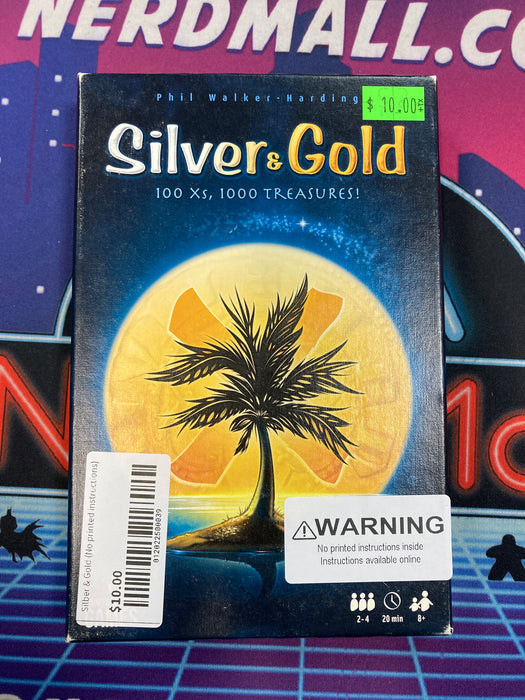 NERDMALL.CO
Phil Walker-Harding
$ 10.00
Silver & Gold
100 Xs, 1000 TREASURES!
Silber & Gold (No printed instructions)
012022500039
$10.00
WARNING
No printed instructions inside
Instructions available online
2-4 20 min 8+